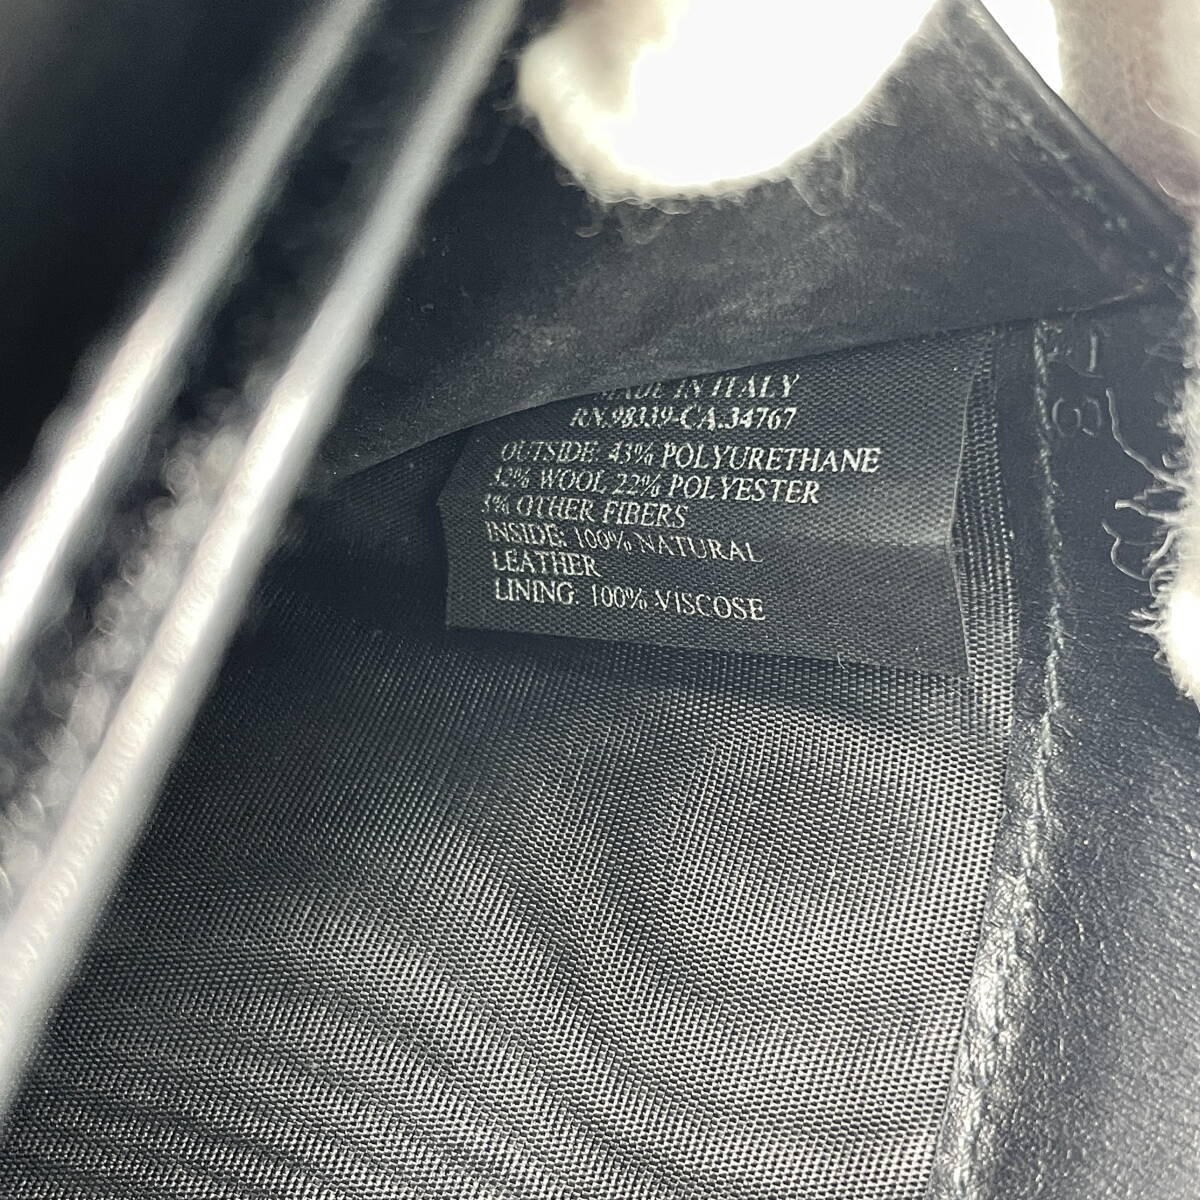 MADE IN ITALY
RN.98339-CA.34767
OUTSIDE: 43% POLYURETHANE
32% WOOL 22% POLYESTER
3% OTHER FIBERS
INSIDE: 100% NATURAL
LEATHER
LINING: 100% VISCOSE